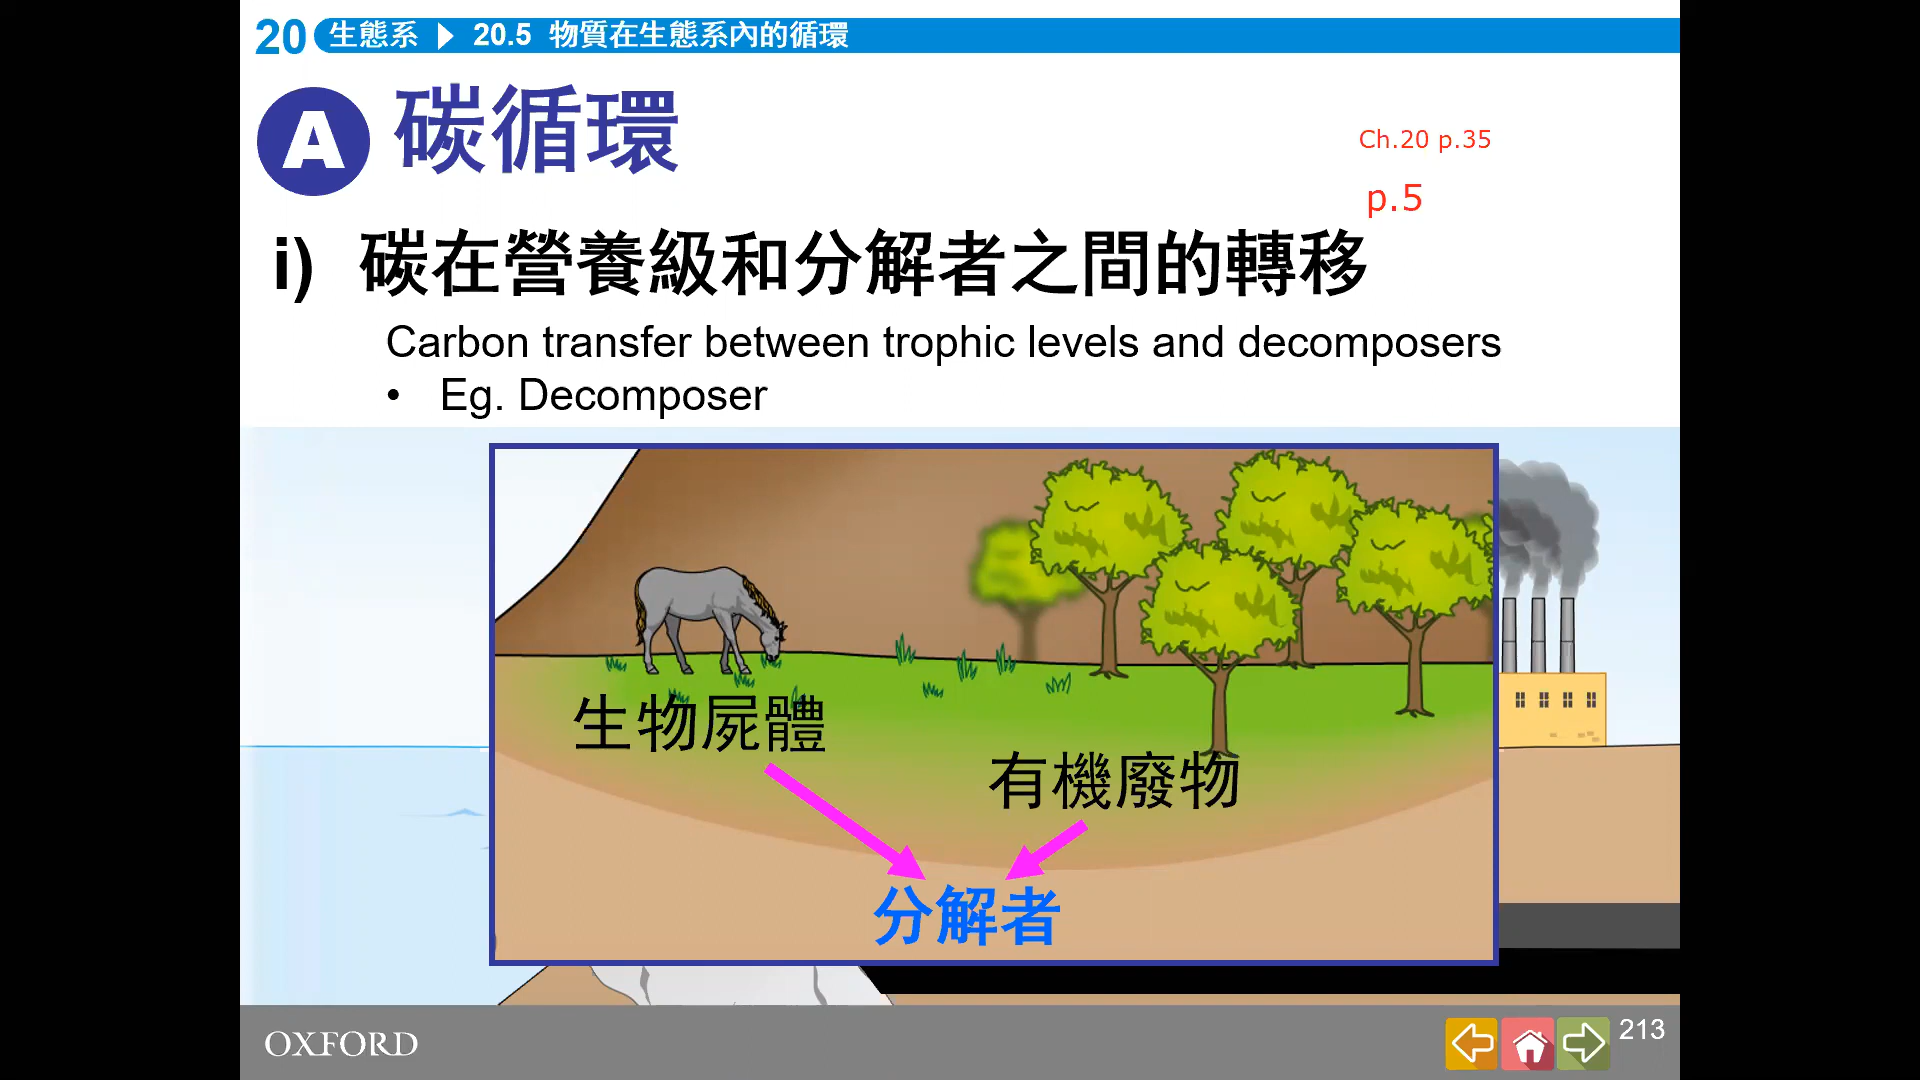 20 生態系 ▶ 20.5 物質在生態系內的循環
A 碳循環
Ch.20 p.35
p.5
i) 碳在營養級和分解者之間的轉移
Carbon transfer between trophic levels and decomposers
• Eg. Decomposer
生物屍體
有機廢物
分解者
OXFORD
213